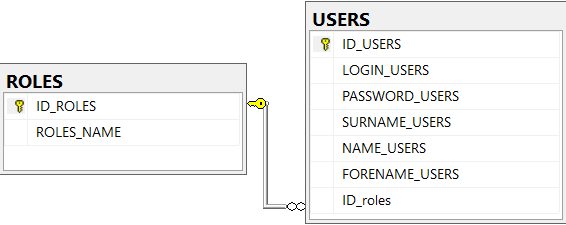 ROLES
ID_ROLES
ROLES_NAME
USERS
ID_USERS
LOGIN_USERS
PASSWORD_USERS
SURNAME_USERS
NAME_USERS
FORENAME_USERS
ID_roles